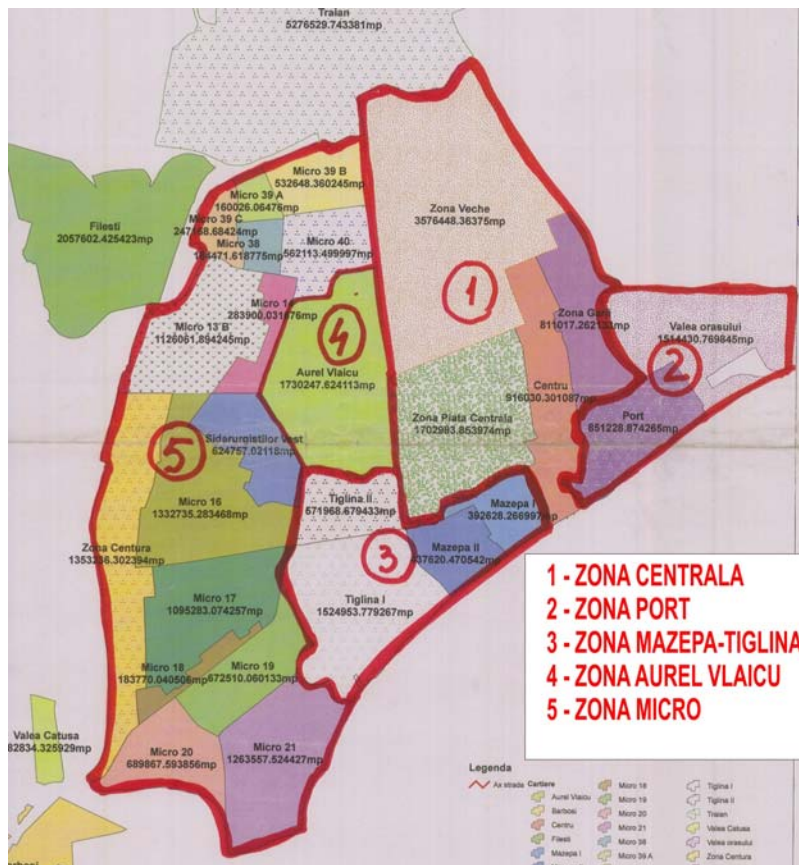 Traian
5276529.743381mp
Micro 39 B
532648.360245mp
Micro 39 A
160026.06476mp
Zona Veche
3576448.36375mp
Filesti
2057602.425423mp
Micro 39 C
Micro 38
Micro 40
562113.499997mp
1
Zona Gara
Valea orasului
1514430.769845mp
Micro 13 B
1126061.894245mp
4
2
Aurel Vlaicu
1730247.624113mp
Centru
916030.301087mp
Port
651228.874265mp
Zona Piata Centrala
1702983.853974mp
Siderurgistilor Vest
624757.02118mp
5
Micro 16
1332735.283468mp
Tiglina II
571968.679433mp
Mazepa I
392628.266997mp
Zona Centura
3
Mazepa II
Micro 17
1095283.074257mp
Tiglina I
1524953.779267mp
1 - ZONA CENTRALA
2 - ZONA PORT
3 - ZONA MAZEPA-TIGLINA
4 - ZONA AUREL VLAICU
5 - ZONA MICRO
Micro 18
183770.040506mp
Micro 19
672510.060133mp
Valea Catusa
82834.325929mp
Micro 20
689867.593856mp
Micro 21
1263557.524427mp
Legenda
Ax strada
Cartiere
Aurel Vlaicu
Barbosi
Centru
Filesti
Mazepa I
Micro 18
Micro 19
Micro 20
Micro 21
Micro 38
Micro 39 A
Tiglina I
Tiglina II
Traian
Valea Catusa
Valea orasului
Zona Centura